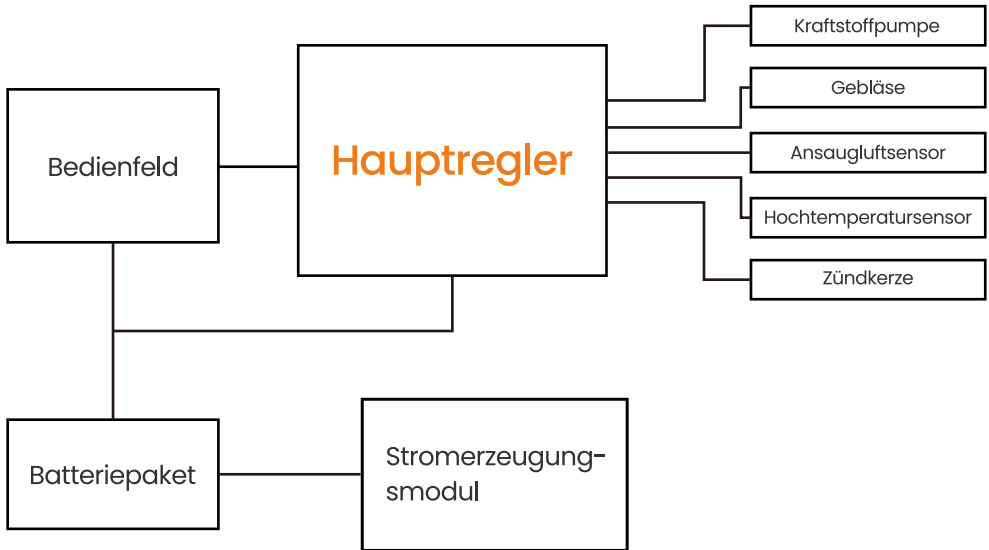 Kraftstoffpumpe
Gebläse
Bedienfeld
Hauptregler
Ansaugluftsensor
Hochtemperatursensor
Zündkerze
Batteriepaket
Stromerzeugung-
smodul